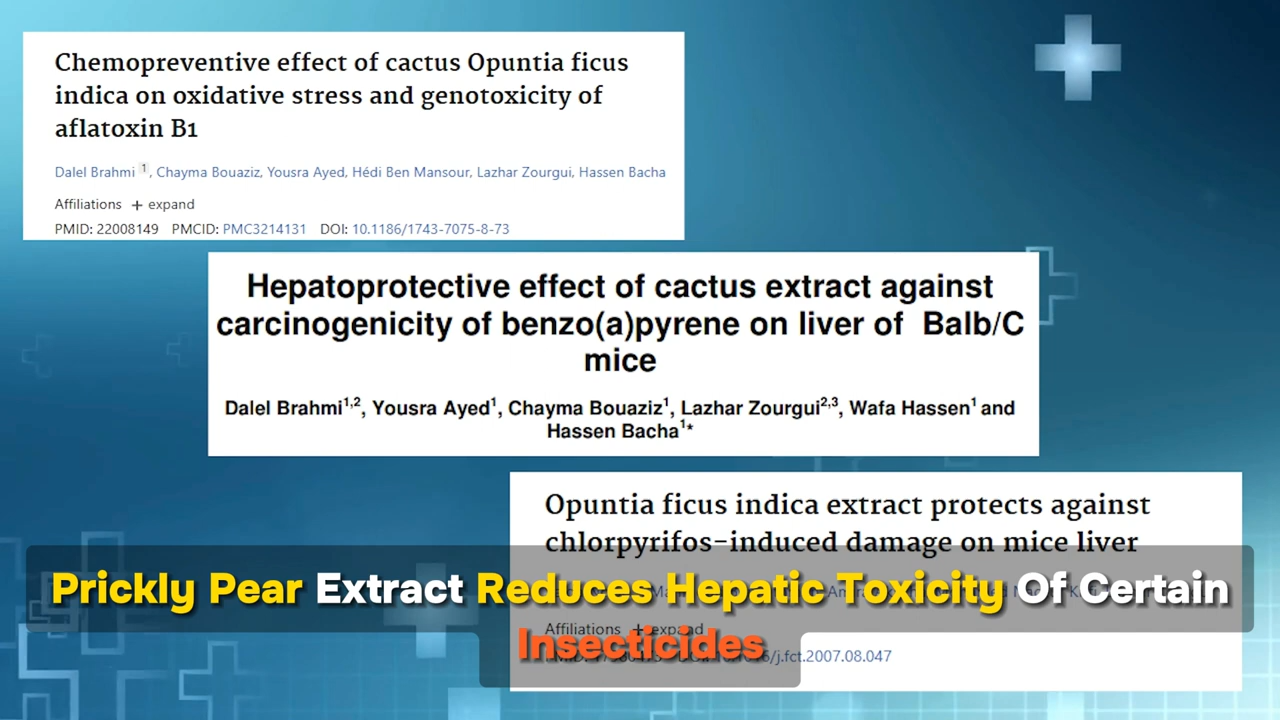 Chemopreventive effect of cactus Opuntia ficus
indica on oxidative stress and genotoxicity of
aflatoxin B1
Dalel Brahmi 1, Chayma Bouaziz, Yousra Ayed, Hédi Ben Mansour, Lazhar Zourgui, Hassen Bacha
Affiliations + expand
PMID: 22008149 PMCID: PMC3214131 DOI: 10.1186/1743-7075-8-73
Hepatoprotective effect of cactus extract against
carcinogenicity of benzo(a)pyrene on liver of Balb/C
mice
Dalel Brahmi1,2, Yousra Ayed1, Chayma Bouaziz1, Lazhar Zourgui2,3, Wafa Hassen1 and
Hassen Bacha1*
Opuntia ficus indica extract protects against
chlorpyrifos-induced damage on mice liver
Prickly Pear Extract Reduces Hepatic Toxicity Of Certain
Affiliations + expand
Insecticides
/j.fct.2007.08.047